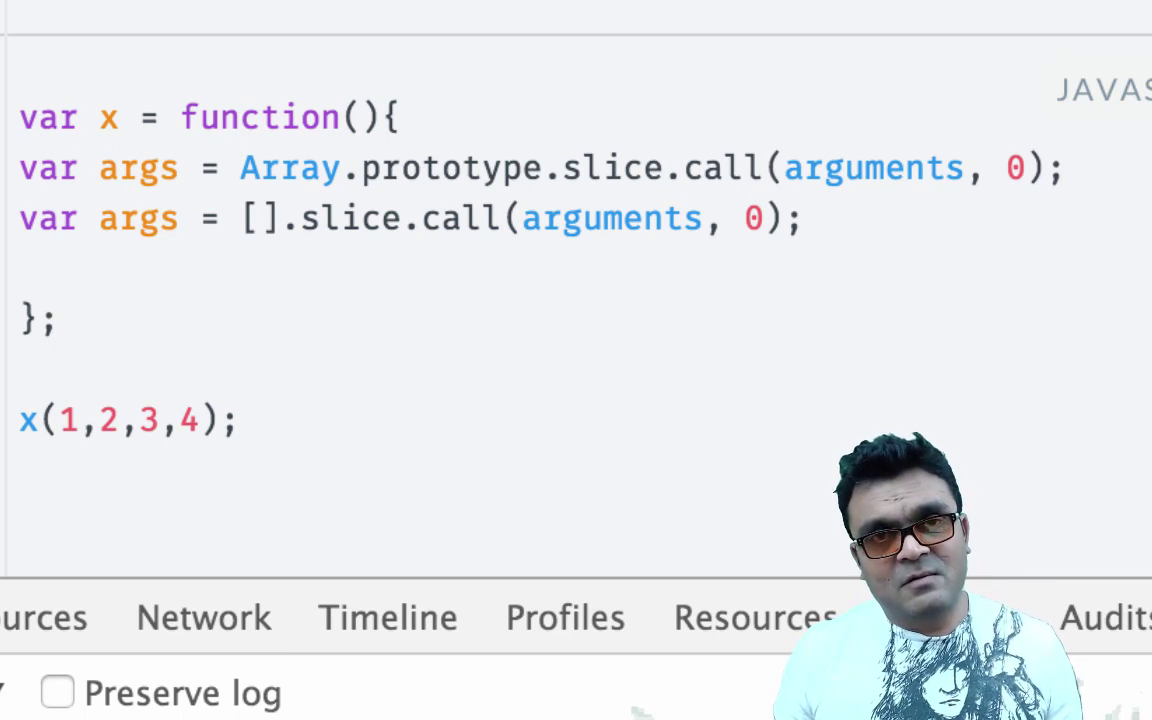 JAVAS
var x = function(){
var args = Array.prototype.slice.call(arguments, 0);
var args = [].slice.call(arguments, 0);
};
x(1,2,3,4);
urces Network Timeline Profiles Resources Audits
Preserve log